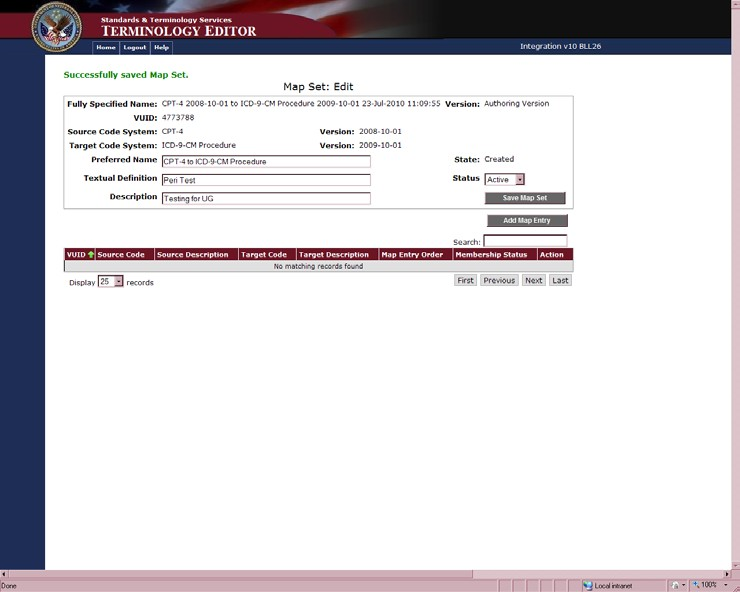 Standards & Terminology Services
TERMINOLOGY EDITOR
Home Logout Help
Integration v10 BLL26
Successfully saved Map Set.
Map Set: Edit
Fully Specified Name: CPT-4 2008-10-01 to ICD-9-CM Procedure 2009-10-01 23-Jul-2010 11:09:55 Version: Authoring Version
VUID: 4773788
Source Code System: CPT-4 Version: 2008-10-01
Target Code System: ICD-9-CM Procedure Version: 2009-10-01
Preferred Name CPT-4 to ICD-9-CM Procedure State: Created
Textual Definition Peri Test Status Active
Description Testing for UG Save Map Set
Add Map Entry
Search:
VUID Source Code Source Description Target Code Target Description Map Entry Order Membership Status Action
No matching records found
Display 25 records First Previous Next Last
Done Local intranet 100%